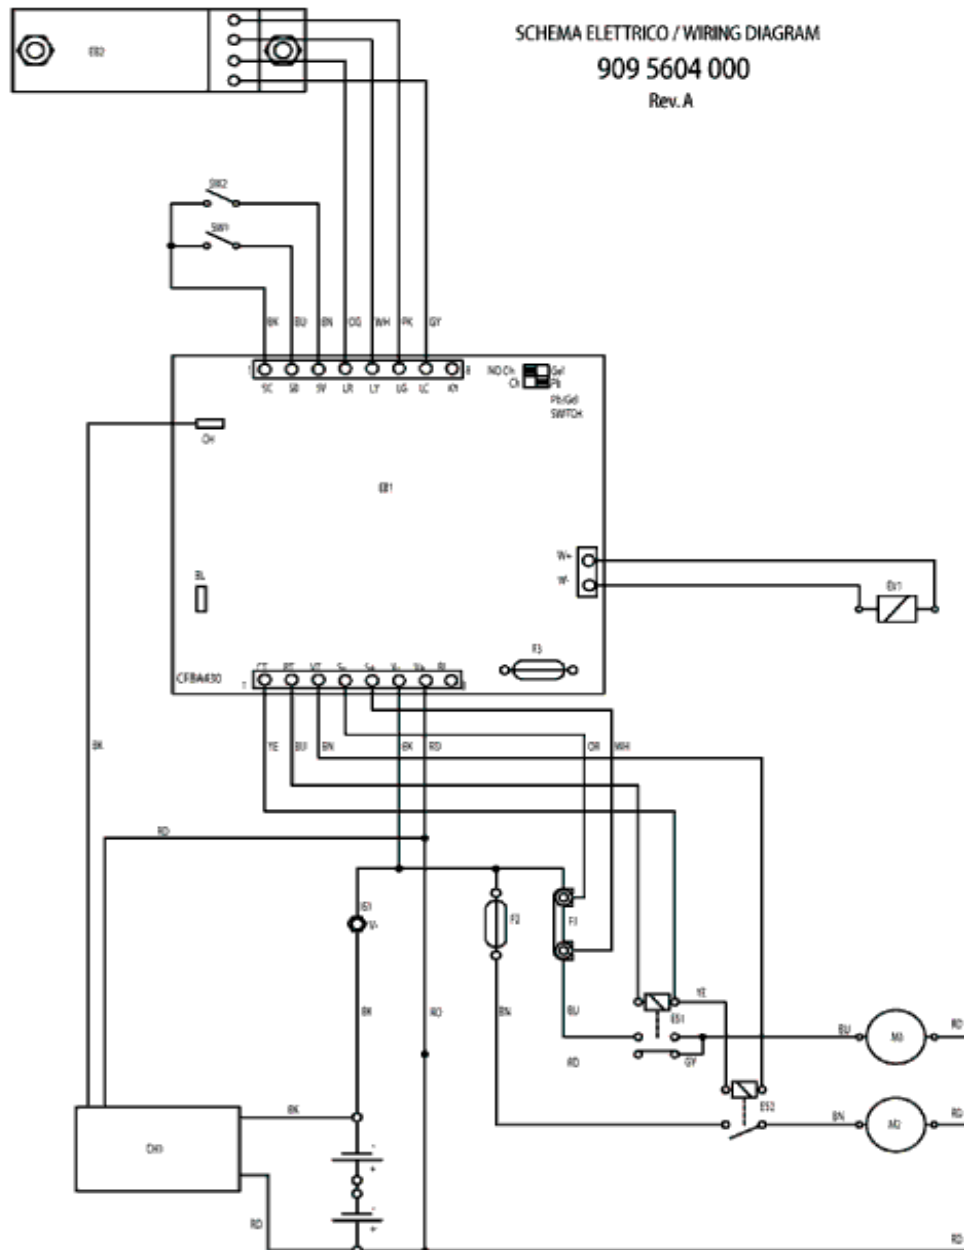 SCHEMA ELETTRICO / WIRING DIAGRAM
909 5604 000
Rev. A
EB2
SW2
SW1
BK BU BN OG WH PK GY
1 8
SC SB SV LR LY LG LC KY
NO Ch Gel
Ch Pb
Pb/Gel
SWITCH
CH
EB1
W+
W-
EV1
BL
F3
CFBA430
CT BT VT S- S+ V- V+ BL
1 8
BK
YE BU BN BK RD OR WH
RD
IS1
V-
F2
F1
BK
RD
BN
BU
YE
ES1
RD
GY
BU
M3
RD
ES2
BN
M2
RD
BK
-
+
-
+
RD
RD